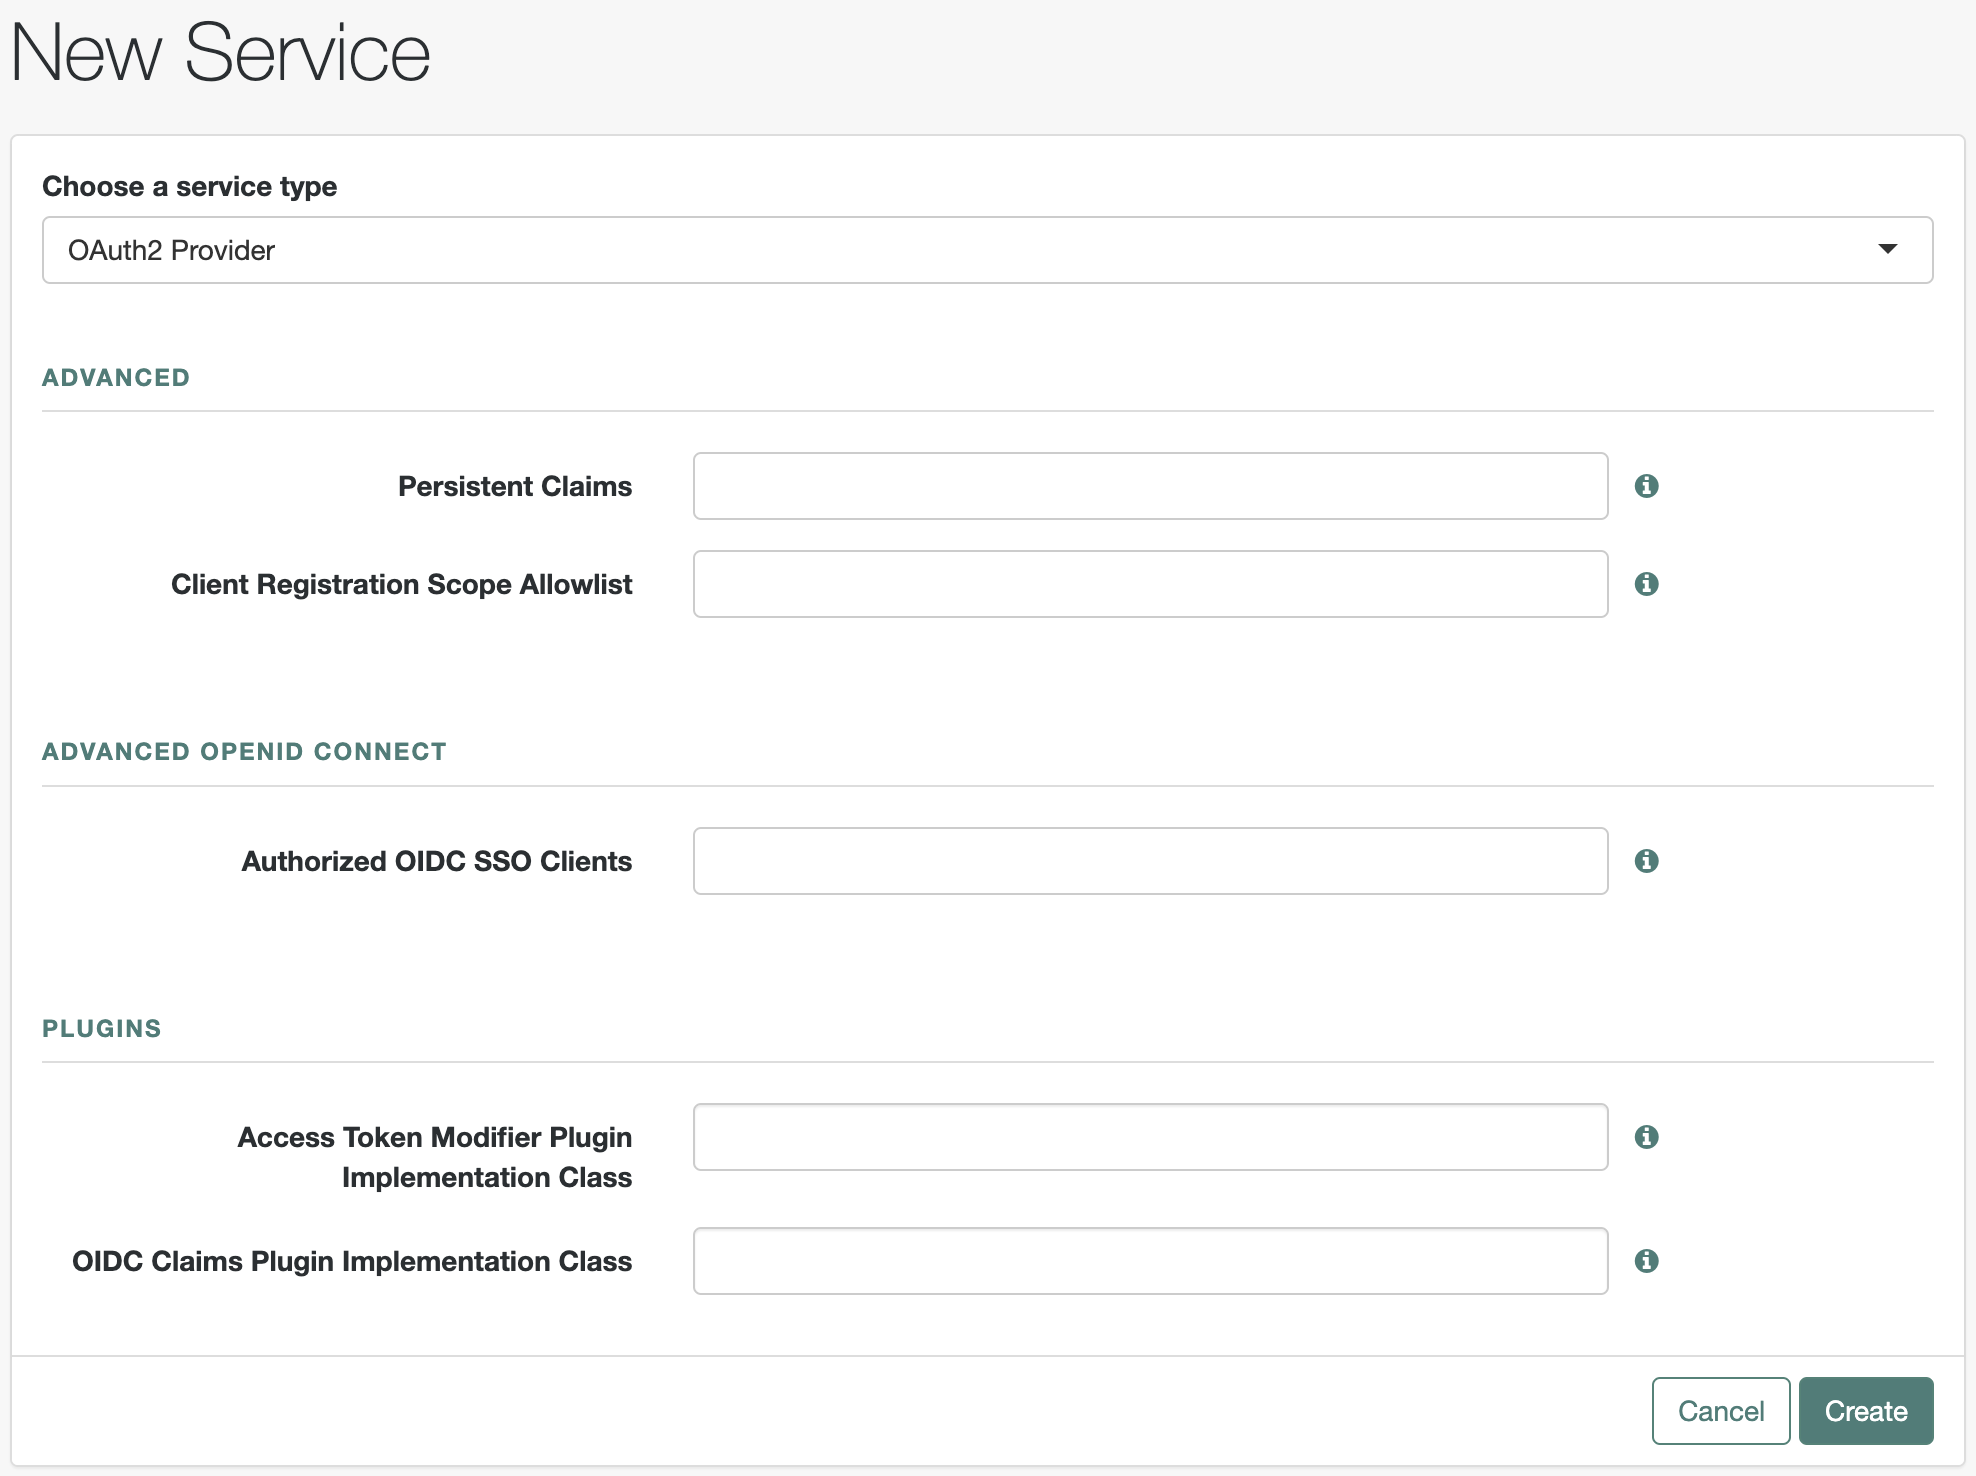 New Service
Choose a service type
OAuth2 Provider
ADVANCED
Persistent Claims
Client Registration Scope Allowlist
ADVANCED OPENID CONNECT
Authorized OIDC SSO Clients
PLUGINS
Access Token Modifier Plugin
Implementation Class
OIDC Claims Plugin Implementation Class
Cancel
Create